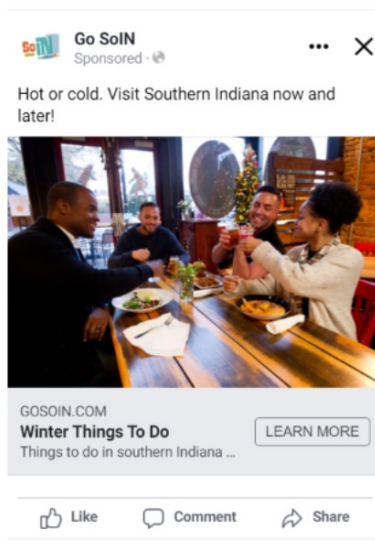 SoIN
Go SoIN
Sponsored ·
Hot or cold. Visit Southern Indiana now and
later!
GOSOIN.COM
Winter Things To Do
Things to do in southern Indiana ...
LEARN MORE
Like
Comment
Share